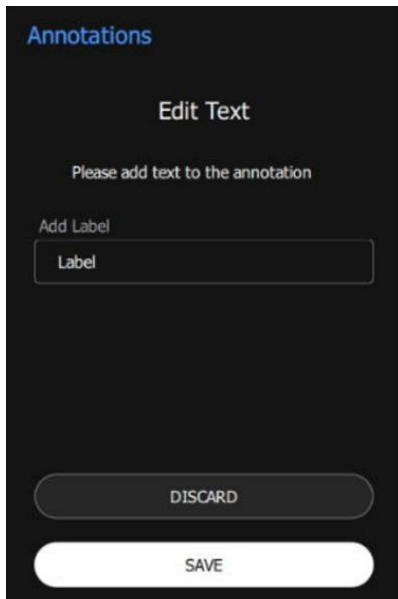 Annotations
Edit Text
Please add text to the annotation
Add Label
Label
DISCARD
SAVE